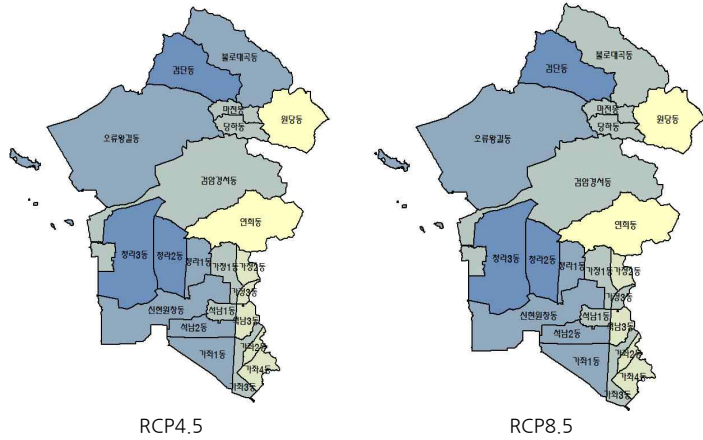 불로대곡동
검단동
마전동
원당동
당하동
오류왕길동
검암경서동
연희동
청라3동
청라2동
청라1동
가정1동
가정2동
가정3동
신현원창동
석남1동
석남2동
석남3동
가좌1동
가좌2동
가좌4동
가좌3동
RCP4.5
불로대곡동
검단동
마전동
원당동
당하동
오류왕길동
검암경서동
연희동
청라3동
청라2동
청라1동
가정1동
가정2동
가정3동
신현원창동
석남1동
석남2동
석남3동
가좌1동
가좌2동
가좌4동
가좌3동
RCP8.5